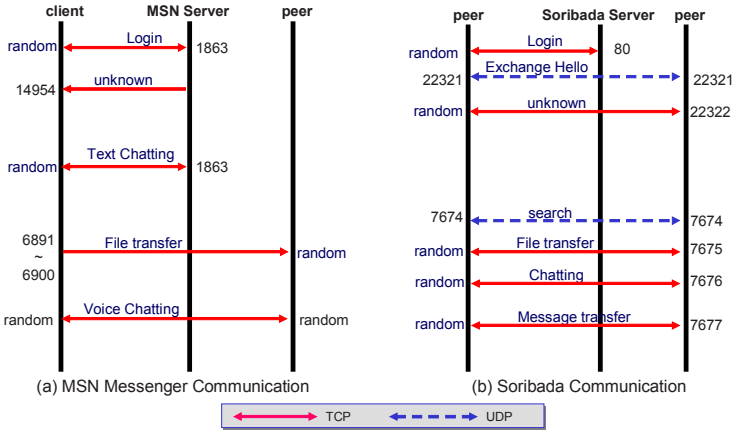 client MSN Server peer
random Login 1863
14954 unknown
random Text Chatting 1863
6891
~
6900
File transfer random
random Voice Chatting random
(a) MSN Messenger Communication
peer Soribada Server peer
random Login 80
22321 Exchange Hello 22321
random unknown 22322
7674 search 7674
random File transfer 7675
random Chatting 7676
random Message transfer 7677
(b) Soribada Communication
TCP UDP